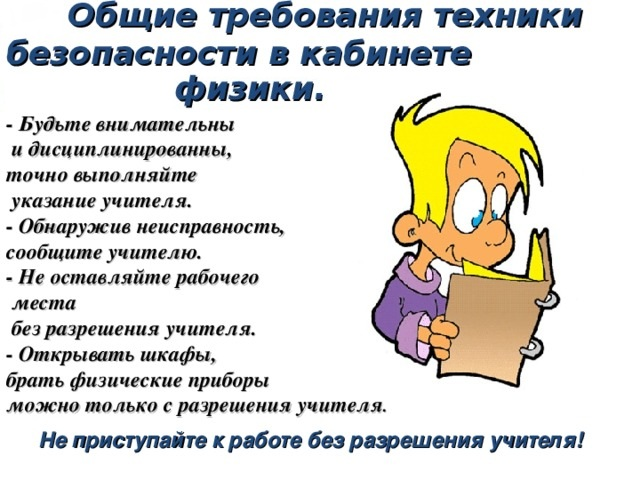 Общие требования техники
безопасности в кабинете
физики.
- Будьте внимательны
и дисциплинированны,
точно выполняйте
указание учителя.
- Обнаружив неисправность,
сообщите учителю.
- Не оставляйте рабочего
места
без разрешения учителя.
- Открывать шкафы,
брать физические приборы
можно только с разрешения учителя.
Не приступайте к работе без разрешения учителя!